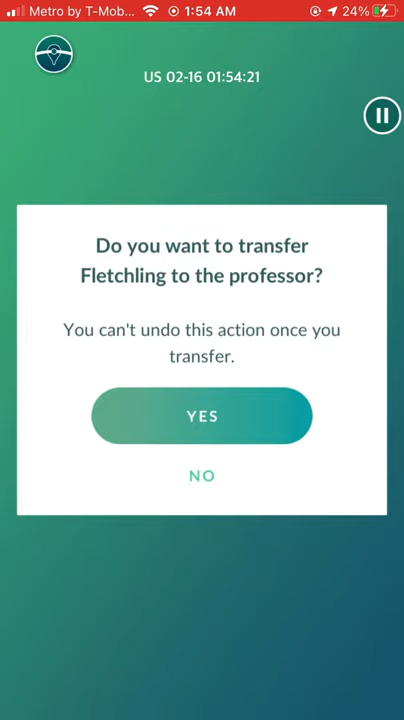 Metro by T-Mob... 1:54 AM 24%
US 02-16 01:54:21
Do you want to transfer
Fletchling to the professor?
You can't undo this action once you
transfer.
YES
NO